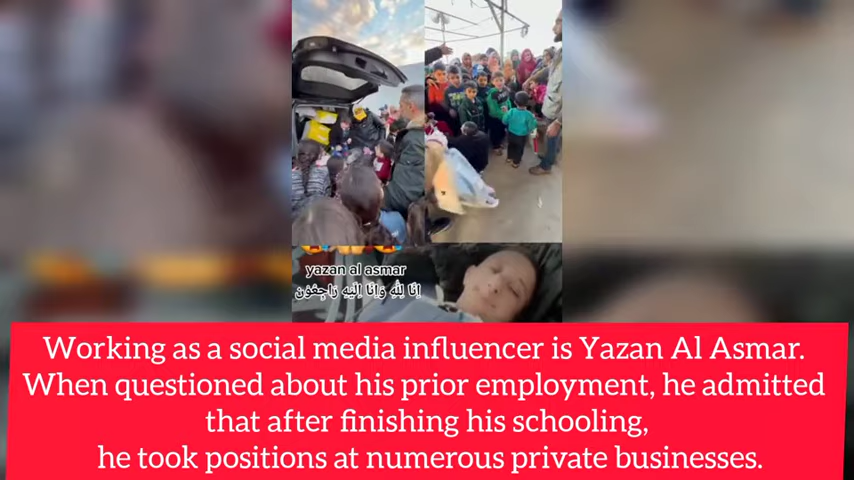 yazan al asmar
إِنَّا لِلّٰهِ وَإِنَّا إِلَيْهِ رَاجِعُوْن
Working as a social media influencer is Yazan Al Asmar.
When questioned about his prior employment, he admitted
that after finishing his schooling,
he took positions at numerous private businesses.